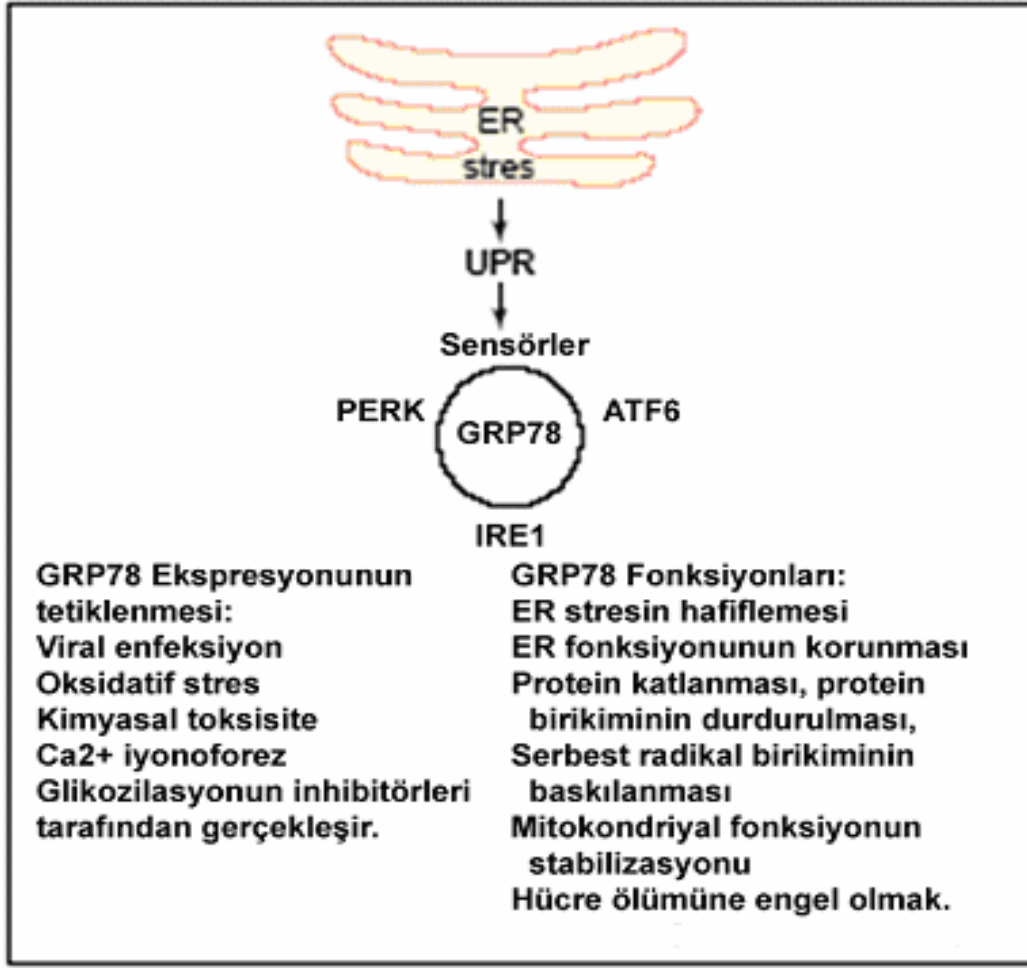 ER
stres
UPR
Sensörler
PERK
GRP78
ATF6
IRE1
GRP78 Ekspresyonunun
tetiklenmesi:
Viral enfeksiyon
Oksidatif stres
Kimyasal toksisite
Ca2+ iyonoforez
Glikozilasyonun inhibitörleri
tarafından gerçekleşir.
GRP78 Fonksiyonları:
ER stresin hafiflemesi
ER fonksiyonunun korunması
Protein katlanması, protein
birikiminin durdurulması,
Serbest radikal birikiminin
baskılanması
Mitokondriyal fonksiyonun
stabilizasyonu
Hücre ölümüne engel olmak.